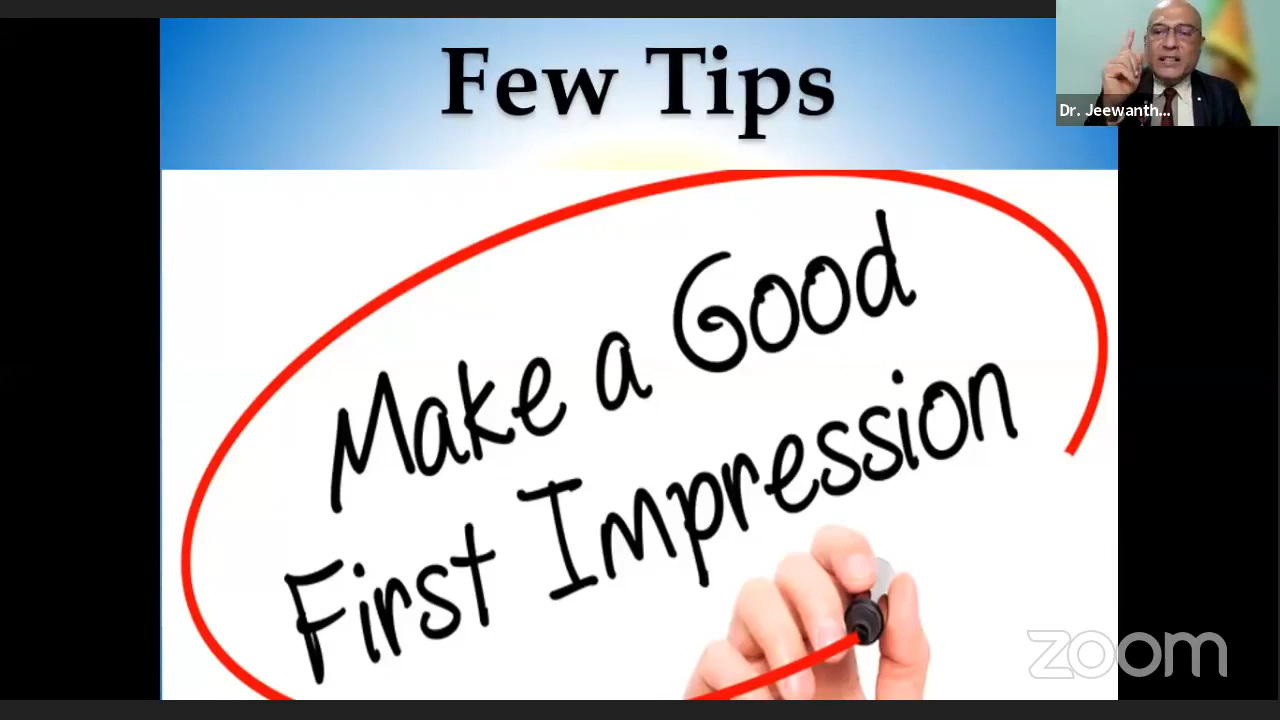 Few Tips
Dr. Jeewanth...
Make a Good
First Impression
zoom